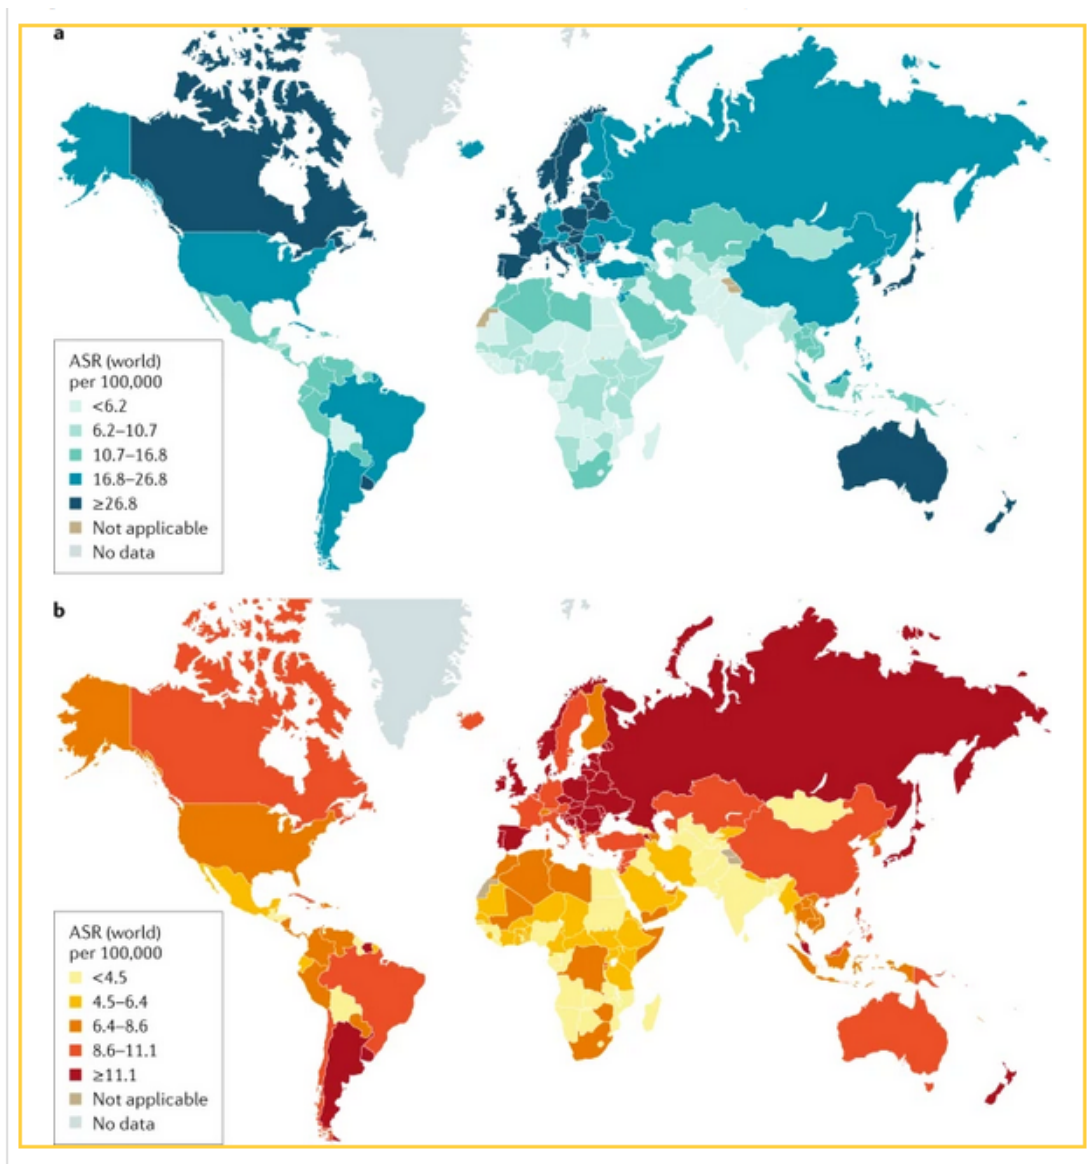 a
ASR (world)
per 100,000
<6.2
6.2–10.7
10.7–16.8
16.8–26.8
≥26.8
Not applicable
No data
b
ASR (world)
per 100,000
<4.5
4.5–6.4
6.4–8.6
8.6–11.1
≥11.1
Not applicable
No data